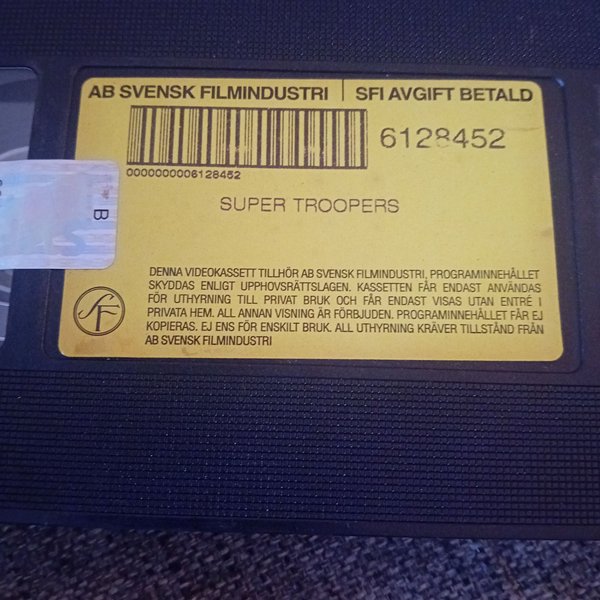 AB SVENSK FILMINDUSTRI | SFI AVGIFT BETALD
6128452
0000000006128452
SUPER TROOPERS
B
DENNA VIDEOKASSETT TILLHÖR AB SVENSK FILMINDUSTRI, PROGRAMINNEHÅLLET
SKYDDAS ENLIGT UPPHOVSRÄTTSLAGEN. KASSETTEN FÅR ENDAST ANVÄNDAS
FÖR UTHYRNING TILL PRIVAT BRUK OCH FÅR ENDAST VISAS UTAN ENTRÉ I
PRIVATA HEM. ALL ANNAN VISNING ÄR FÖRBJUDEN. PROGRAMINNEHÅLLET FÅR EJ
KOPIERAS. EJ ENS FÖR ENSKILT BRUK. ALL UTHYRNING KRÄVER TILLSTÅND FRÅN
AB SVENSK FILMINDUSTRI
SF